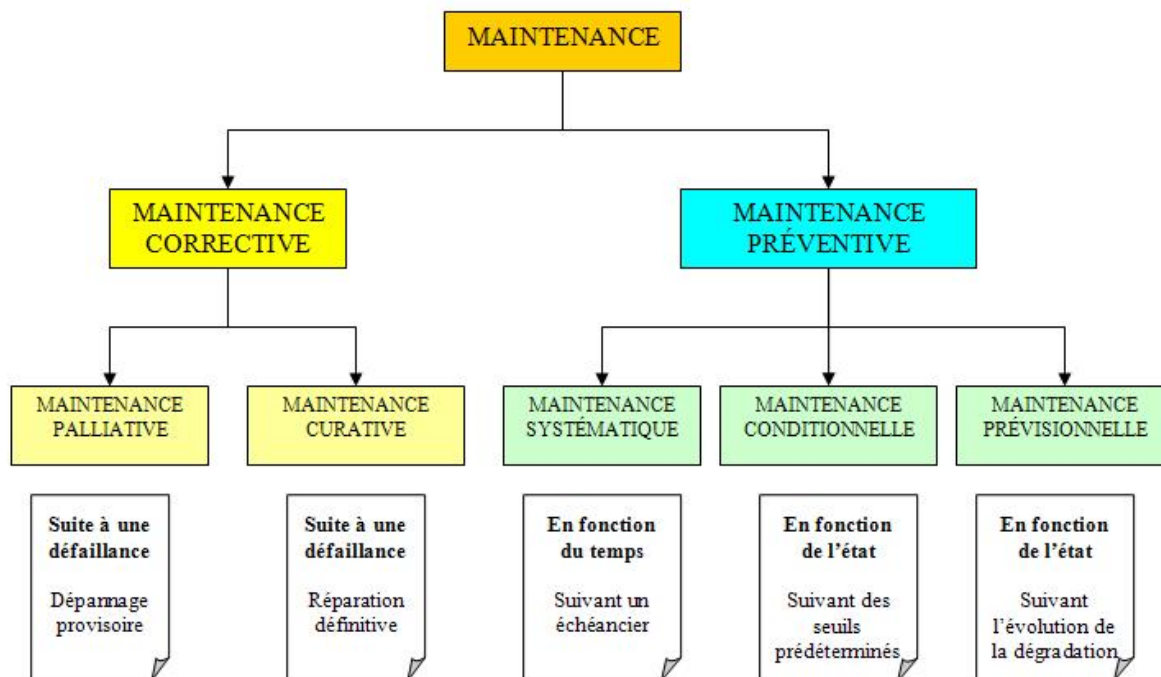 MAINTENANCE
MAINTENANCE
CORRECTIVE
MAINTENANCE
PRÉVENTIVE
MAINTENANCE
PALLIATIVE
MAINTENANCE
CURATIVE
MAINTENANCE
SYSTÉMATIQUE
MAINTENANCE
CONDITIONNELLE
MAINTENANCE
PRÉVISIONNELLE
Suite à une
défaillance
Dépannage
provisoire
Suite à une
défaillance
Réparation
définitive
En fonction
du temps
Suivant un
échéancier
En fonction
de l'état
Suivant des
seuils
prédéterminés
En fonction
de l'état
Suivant
l'évolution de
la dégradation